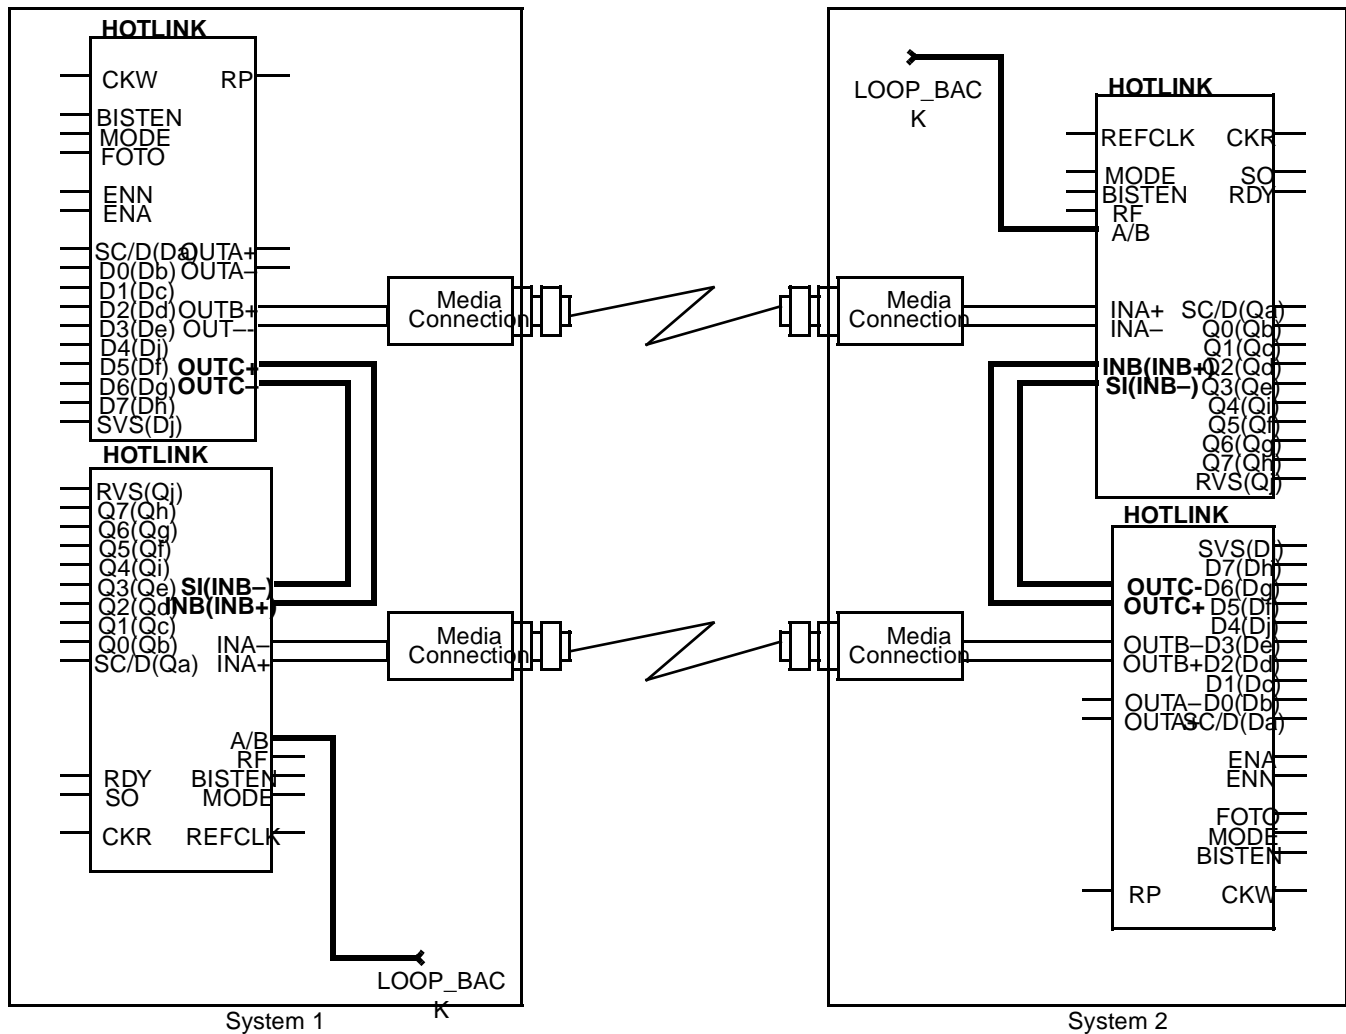 HOTLINK
CKW RP
BISTEN
MODE
FOTO
ENN
ENA
SC/D(Da) OUTA+
D0(Db) OUTA–
D1(Dc)
D2(Dd) OUTB+
D3(De) OUT–-
D4(Dj)
D5(Df) OUTC+
D6(Dg) OUTC–
D7(Dh)
SVS(Dj)
HOTLINK
RVS(Qj)
Q7(Qh)
Q6(Qg)
Q5(Qf)
Q4(Qi)
Q3(Qe) SI(INB–)
Q2(Qd) INB(INB+)
Q1(Qc)
Q0(Qb) INA–
SC/D(Qa) INA+
A/B
RF
RDY BISTEN
SO MODE
CKR REFCLK
LOOP_BAC
K
System 1
Media
Connection
Media
Connection
Media
Connection
Media
Connection
LOOP_BAC
K
HOTLINK
REFCLK CKR
MODE SO
BISTEN RDY
RF
A/B
INA+ SC/D(Qa)
INA– Q0(Qb)
Q1(Qc)
INB(INB+) Q2(Qd)
SI(INB–) Q3(Qe)
Q4(Qi)
Q5(Qf)
Q6(Qg)
Q7(Qh)
RVS(Qj)
HOTLINK
SVS(Dj)
D7(Dh)
OUTC- D6(Dg)
OUTC+ D5(Df)
D4(Dj)
OUTB– D3(De)
OUTB+ D2(Dd)
D1(Dc)
OUTA– D0(Db)
OUTA+ SC/D(Da)
ENA
ENN
FOTO
MODE
BISTEN
RP CKW
System 2